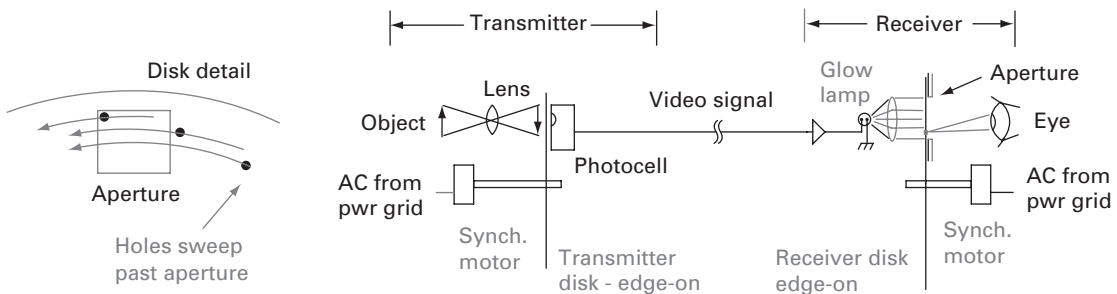 Disk detail
Aperture
Holes sweep
past aperture
Transmitter
Object
Lens
Photocell
AC from
pwr grid
Synch.
motor
Transmitter
disk - edge-on
Video signal
Receiver
Glow
lamp
Aperture
Eye
AC from
pwr grid
Synch.
motor
Receiver disk
edge-on